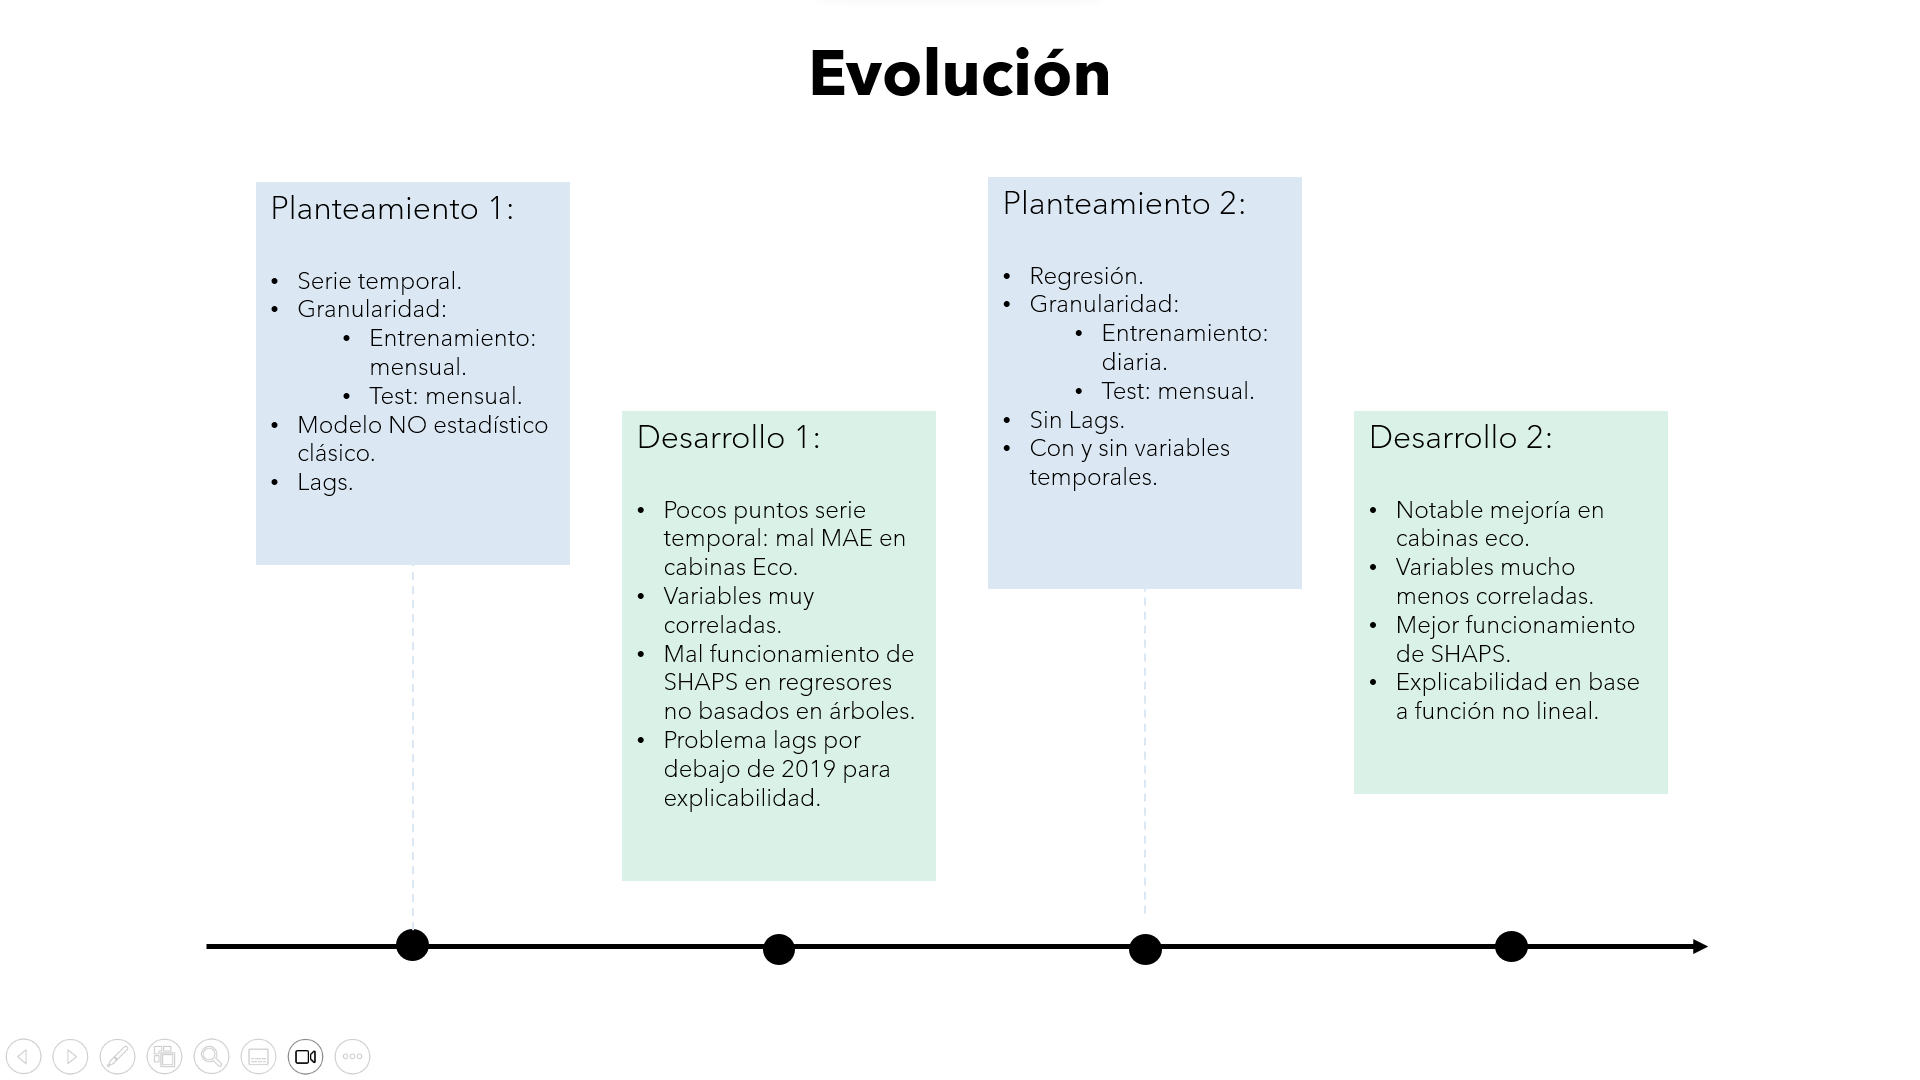 Evolución
Planteamiento 1:
• Serie temporal.
• Granularidad:
• Entrenamiento:
mensual.
• Test: mensual.
• Modelo NO estadístico
clásico.
• Lags.
Desarrollo 1:
• Pocos puntos serie
temporal: mal MAE en
cabinas Eco.
• Variables muy
correladas.
• Mal funcionamiento de
SHAPS en regresores
no basados en árboles.
• Problema lags por
debajo de 2019 para
explicabilidad.
Planteamiento 2:
• Regresión.
• Granularidad:
• Entrenamiento:
diaria.
• Test: mensual.
• Sin Lags.
• Con y sin variables
temporales.
Desarrollo 2:
• Notable mejoría en
cabinas eco.
• Variables mucho
menos correladas.
• Mejor funcionamiento
de SHAPS.
• Explicabilidad en base
a función no lineal.